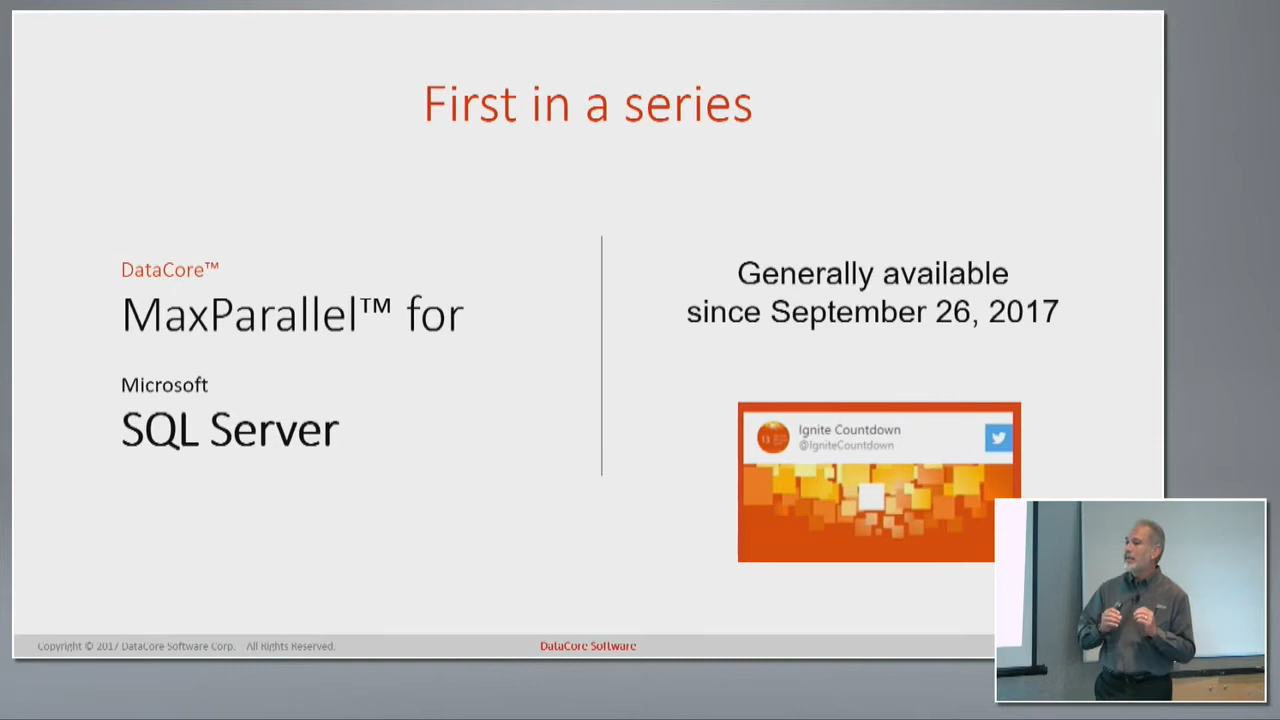 First in a series
DataCore™
MaxParallel™ for
Microsoft
SQL Server
Generally available
since September 26, 2017
Ignite Countdown
@IgniteCountdown
Copyright © 2017 DataCore Software Corp. All Rights Reserved.
DataCore Software